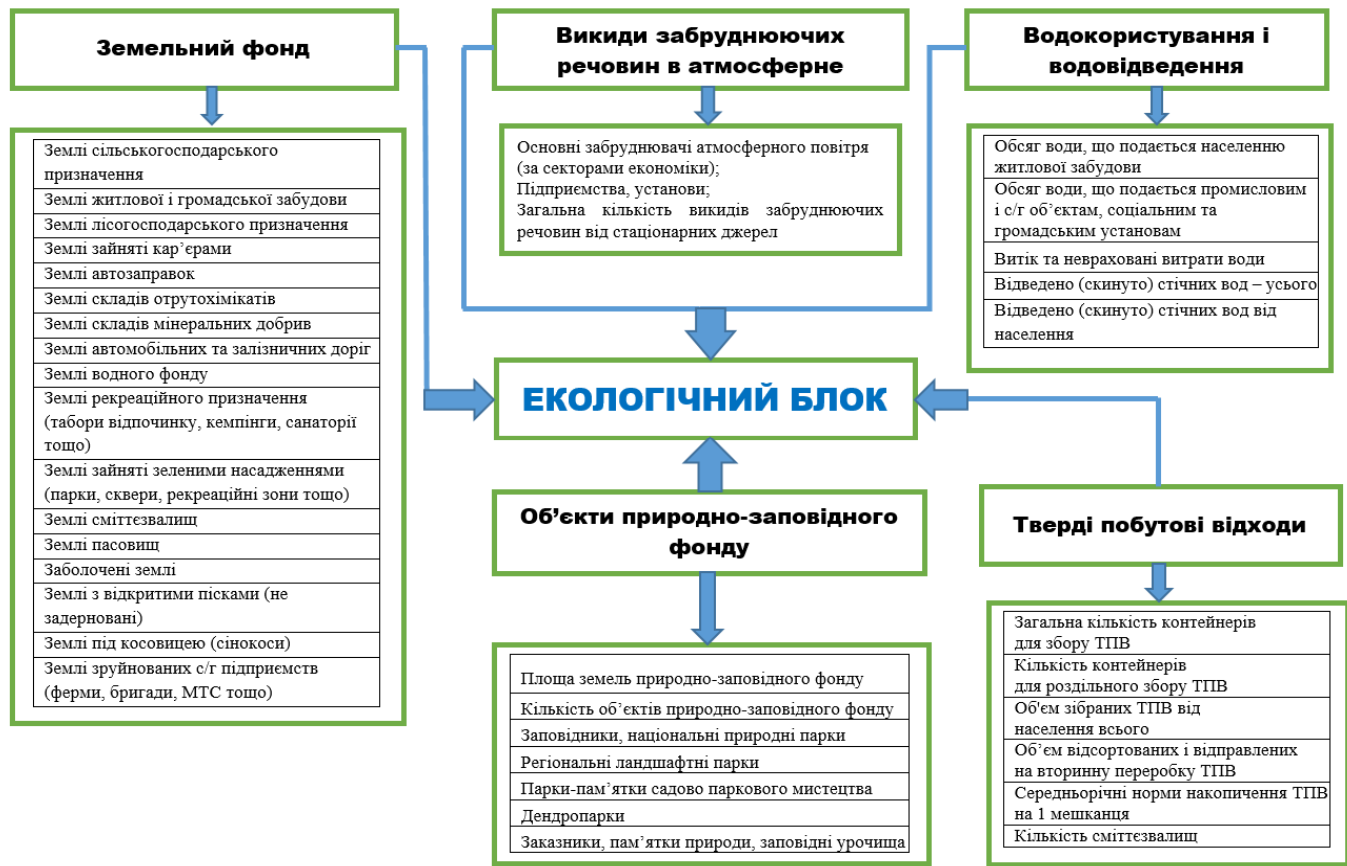 Земельний фонд
Землі сільськогосподарського
призначення
Землі житлової і громадської забудови
Землі лісогосподарського призначення
Землі зайняті кар’єрами
Землі автозаправок
Землі складів отрутохімікатів
Землі складів мінеральних добрив
Землі автомобільних та залізничних доріг
Землі водного фонду
Землі рекреаційного призначення
(табори відпочинку, кемпінги, санаторії
тощо)
Землі зайняті зеленими насадженнями
(парки, сквери, рекреаційні зони тощо)
Землі сміттєзвалищ
Землі пасовищ
Заболочені землі
Землі з відкритими пісками (не
задерновані)
Землі під косовицею (сінокоси)
Землі зруйнованих с/г підприємств
(ферми, бригади, МТС тощо)
Викиди забруднюючих
речовин в атмосферне
Основні забруднювачі атмосферного повітря
(за секторами економіки);
Підприємства, установи;
Загальна кількість викидів забруднюючих
речовин від стаціонарних джерел
Водокористування і
водовідведення
Обсяг води, що подається населенню
житлової забудови
Обсяг води, що подається промисловим
і с/г об’єктам, соціальним та
громадським установам
Витік та невраховані витрати води
Відведено (скинуто) стічних вод – усього
Відведено (скинуто) стічних вод від
населення
ЕКОЛОГІЧНИЙ БЛОК
Об’єкти природно-заповідного
фонду
Площа земель природно-заповідного фонду
Кількість об’єктів природно-заповідного фонду
Заповідники, національні природні парки
Регіональні ландшафтні парки
Парки-пам’ятки садово паркового мистецтва
Дендропарки
Заказники, пам’ятки природи, заповідні урочища
Тверді побутові відходи
Загальна кількість контейнерів
для збору ТПВ
Кількість контейнерів
для роздільного збору ТПВ
Об'єм зібраних ТПВ від
населення всього
Об’єм відсортованих і відправлених
на вторинну переробку ТПВ
Середньорічні норми накопичення ТПВ
на 1 мешканця
Кількість сміттєзвалищ